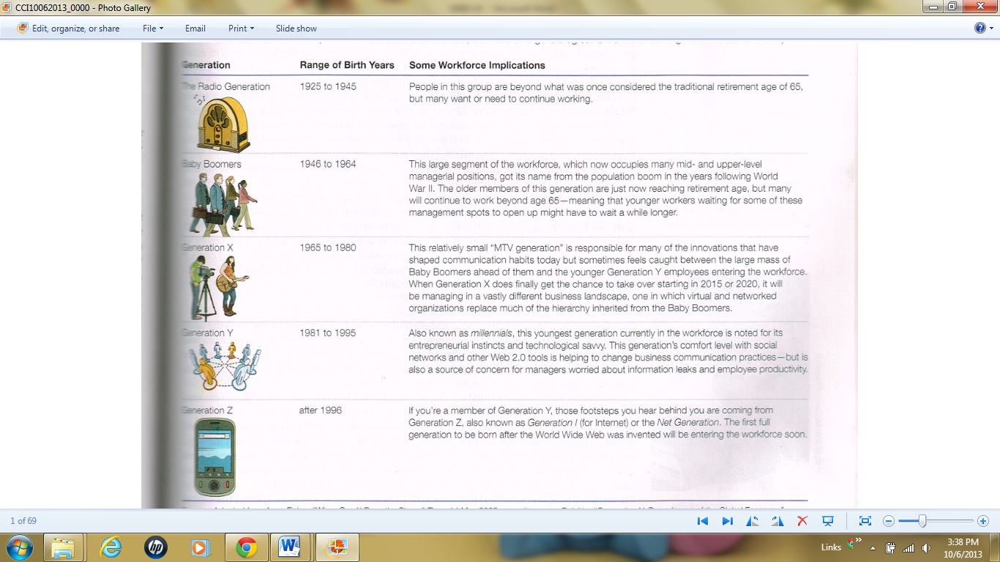 CCI10062013_0000 - Photo Gallery
Edit, organize, or share File Email Print Slide show
Generation Range of Birth Years Some Workforce Implications
The Radio Generation 1925 to 1945 People in this group are beyond what was once considered the traditional retirement age of 65,
but many want or need to continue working.
Baby Boomers 1946 to 1964 This large segment of the workforce, which now occupies many mid- and upper-level
managerial positions, got its name from the population boom in the years following World
War II. The older members of this generation are just now reaching retirement age, but many
will continue to work beyond age 65—meaning that younger workers waiting for some of these
management spots to open up might have to wait a while longer.
Generation X 1965 to 1980 This relatively small “MTV generation” is responsible for many of the innovations that have
shaped communication habits today but sometimes feels caught between the large mass of
Baby Boomers ahead of them and the younger Generation Y employees entering the workforce.
When Generation X does finally get the chance to take over starting in 2015 or 2020, it will
be managing in a vastly different business landscape, one in which virtual and networked
organizations replace much of the hierarchy inherited from the Baby Boomers.
Generation Y 1981 to 1995 Also known as millennials, this youngest generation currently in the workforce is noted for its
entrepreneurial instincts and technological savvy. This generation’s comfort level with social
networks and other Web 2.0 tools is helping to change business communication practices—but is
also a source of concern for managers worried about information leaks and employee productivity.
Generation Z after 1996 If you’re a member of Generation Y, those footsteps you hear behind you are coming from
Generation Z, also known as Generation I (for Internet) or the Net Generation. The first full
generation to be born after the World Wide Web was invented will be entering the workforce soon.
1 of 69
hp
W
Links
3:38 PM
10/6/2013